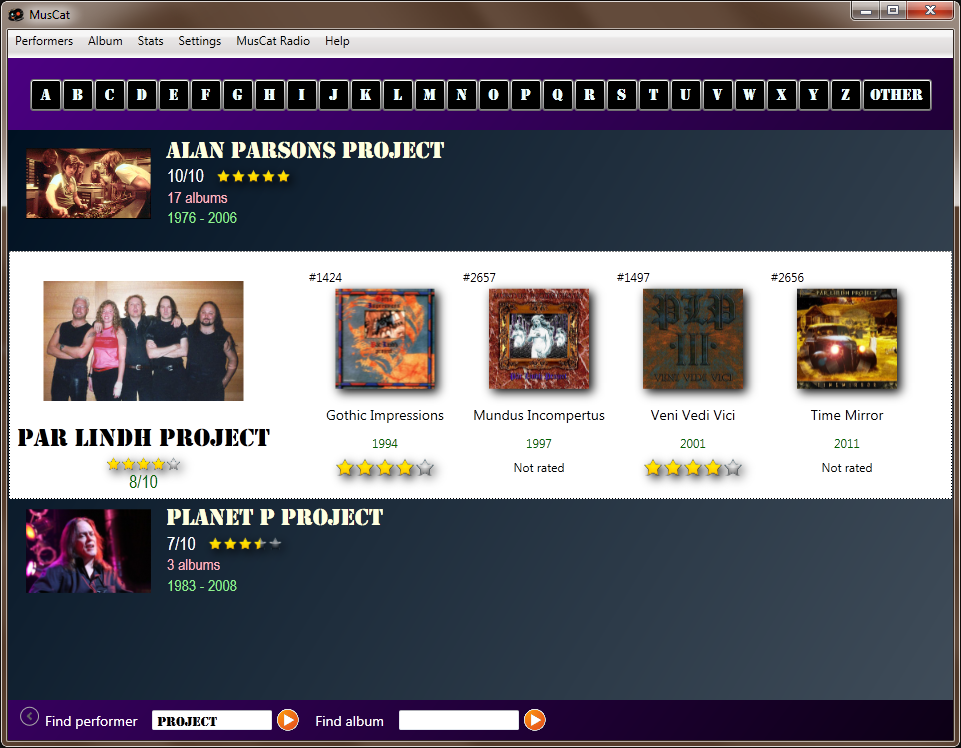 MusCat
Performers Album Stats Settings MusCat Radio Help
A B C D E F G H I J K L M N O P Q R S T U V W X Y Z OTHER
ALAN PARSONS PROJECT
10/10
17 albums
1976 - 2006
#1424 #2657 #1497 #2656
PLP
III
VENI VEDI VICI
PAR LINDH PROJECT
TIME MIRROR
Gothic Impressions Mundus Incompertus Veni Vedi Vici Time Mirror
PAR LINDH PROJECT
1994 1997 2001 2011
Not rated Not rated
8/10
PLANET P PROJECT
7/10
3 albums
1983 - 2008
Find performer PROJECT Find album